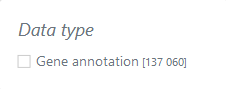 Data type
Gene annotation [137 060]